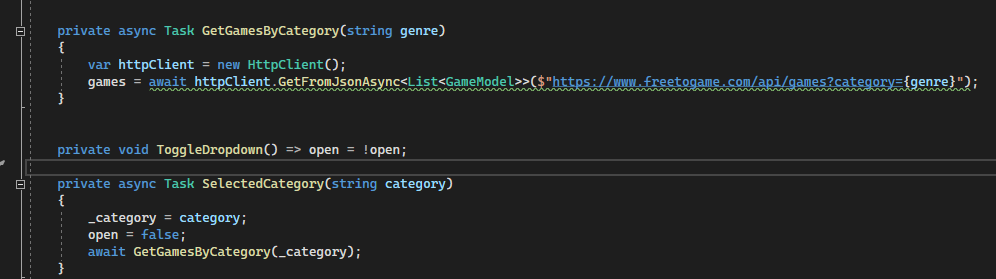 private async Task GetGamesByCategory(string genre)
{
var httpClient = new HttpClient();
games = await httpClient.GetFromJsonAsync<List<GameModel>>($"https://www.freetogame.com/api/games?category={genre}");
}
private void ToggleDropdown() => open = !open;
private async Task SelectedCategory(string category)
{
_category = category;
open = false;
await GetGamesByCategory(_category);
}